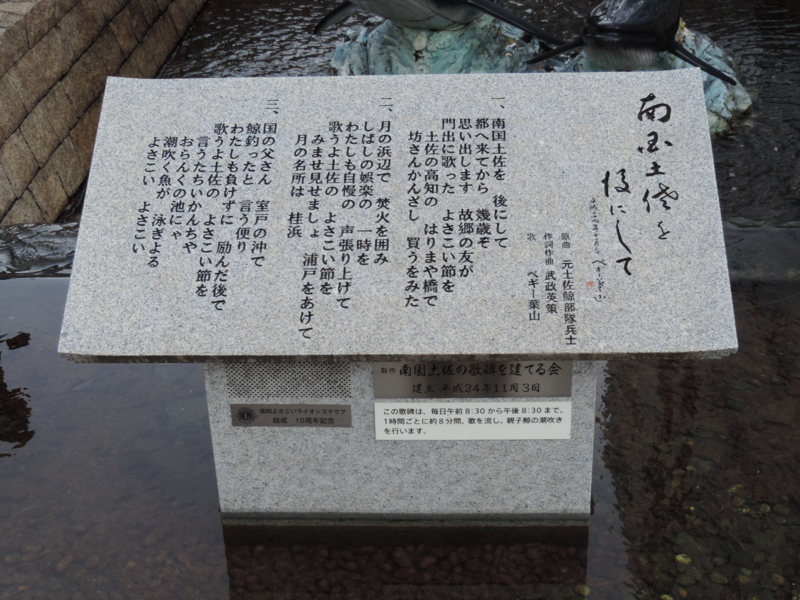 南国土佐を
後にして
ペギー葉山
原曲 元土佐鯨部隊兵士
作詞作曲 武政英策
歌 ペギー葉山
一、南国土佐を 後にして
都へ来てから 幾歳ぞ
思い出します 故郷の友が
門出に歌った よさこい節を
土佐の高知の はりまや橋で
坊さんかんざし 買うをみた
二、月の浜辺で 焚火を囲み
しばしの娯楽の 一時を
わたしも自慢の 声張り上げて
歌うよ土佐の よさこい節を
みませ見せましょ 浦戸をあけて
月の名所は 桂浜
三、国の父さん 室戸の沖で
鯨釣ったと 言う便り
わたしも負けずに 励んだ後で
歌うよ土佐の よさこい節を
言うたちいかんちや
おらんくの池にゃ
潮吹く魚が 泳ぎよる
よさこい よさこい
製作 南国土佐の歌碑を建てる会
建立 平成24年11月3日
高知よさこいライオンズクラブ
結成 10周年記念
この歌碑は、毎日午前8:30から午後8:30まで、
1時間ごとに約8分間、歌を流し、親子鯨の潮吹き
を行います。